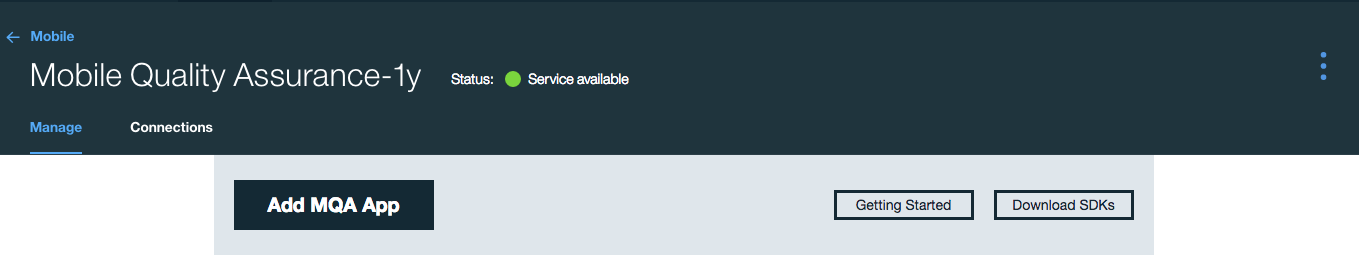 Mobile
Mobile Quality Assurance-1y Status: Service available
Manage Connections
Add MQA App Getting Started Download SDKs